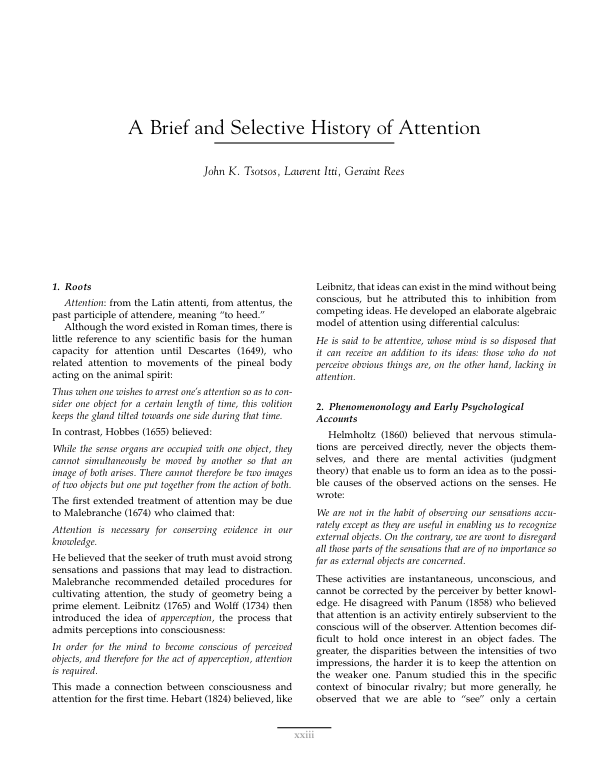 A Brief and Selective History of Attention
John K. Tsotsos, Laurent Itti, Geraint Rees
1. Roots
Attention: from the Latin attenti, from attentus, the
past participle of attendere, meaning “to heed.”
Although the word existed in Roman times, there is
little reference to any scientific basis for the human
capacity for attention until Descartes (1649), who
related attention to movements of the pineal body
acting on the animal spirit:
Thus when one wishes to arrest one’s attention so as to con-
sider one object for a certain length of time, this volition
keeps the gland tilted towards one side during that time.
In contrast, Hobbes (1655) believed:
While the sense organs are occupied with one object, they
cannot simultaneously be moved by another so that an
image of both arises. There cannot therefore be two images
of two objects but one put together from the action of both.
The first extended treatment of attention may be due
to Malebranche (1674) who claimed that:
Attention is necessary for conserving evidence in our
knowledge.
He believed that the seeker of truth must avoid strong
sensations and passions that may lead to distraction.
Malebranche recommended detailed procedures for
cultivating attention, the study of geometry being a
prime element. Leibnitz (1765) and Wolff (1734) then
introduced the idea of apperception, the process that
admits perceptions into consciousness:
In order for the mind to become conscious of perceived
objects, and therefore for the act of apperception, attention
is required.
This made a connection between consciousness and
attention for the first time. Hebart (1824) believed, like
Leibnitz, that ideas can exist in the mind without being
conscious, but he attributed this to inhibition from
competing ideas. He developed an elaborate algebraic
model of attention using differential calculus:
He is said to be attentive, whose mind is so disposed that
it can receive an addition to its ideas: those who do not
perceive obvious things are, on the other hand, lacking in
attention.
2. Phenomenonology and Early Psychological
Accounts
Helmholtz (1860) believed that nervous stimula-
tions are perceived directly, never the objects them-
selves, and there are mental activities (judgment
theory) that enable us to form an idea as to the possi-
ble causes of the observed actions on the senses. He
wrote:
We are not in the habit of observing our sensations accu-
rately except as they are useful in enabling us to recognize
external objects. On the contrary, we are wont to disregard
all those parts of the sensations that are of no importance so
far as external objects are concerned.
These activities are instantaneous, unconscious, and
cannot be corrected by the perceiver by better knowl-
edge. He disagreed with Panum (1858) who believed
that attention is an activity entirely subservient to the
conscious will of the observer. Attention becomes dif-
ficult to hold once interest in an object fades. The
greater, the disparities between the intensities of two
impressions, the harder it is to keep the attention on
the weaker one. Panum studied this in the specific
context of binocular rivalry; but more generally, he
observed that we are able to “see” only a certain
xxiii